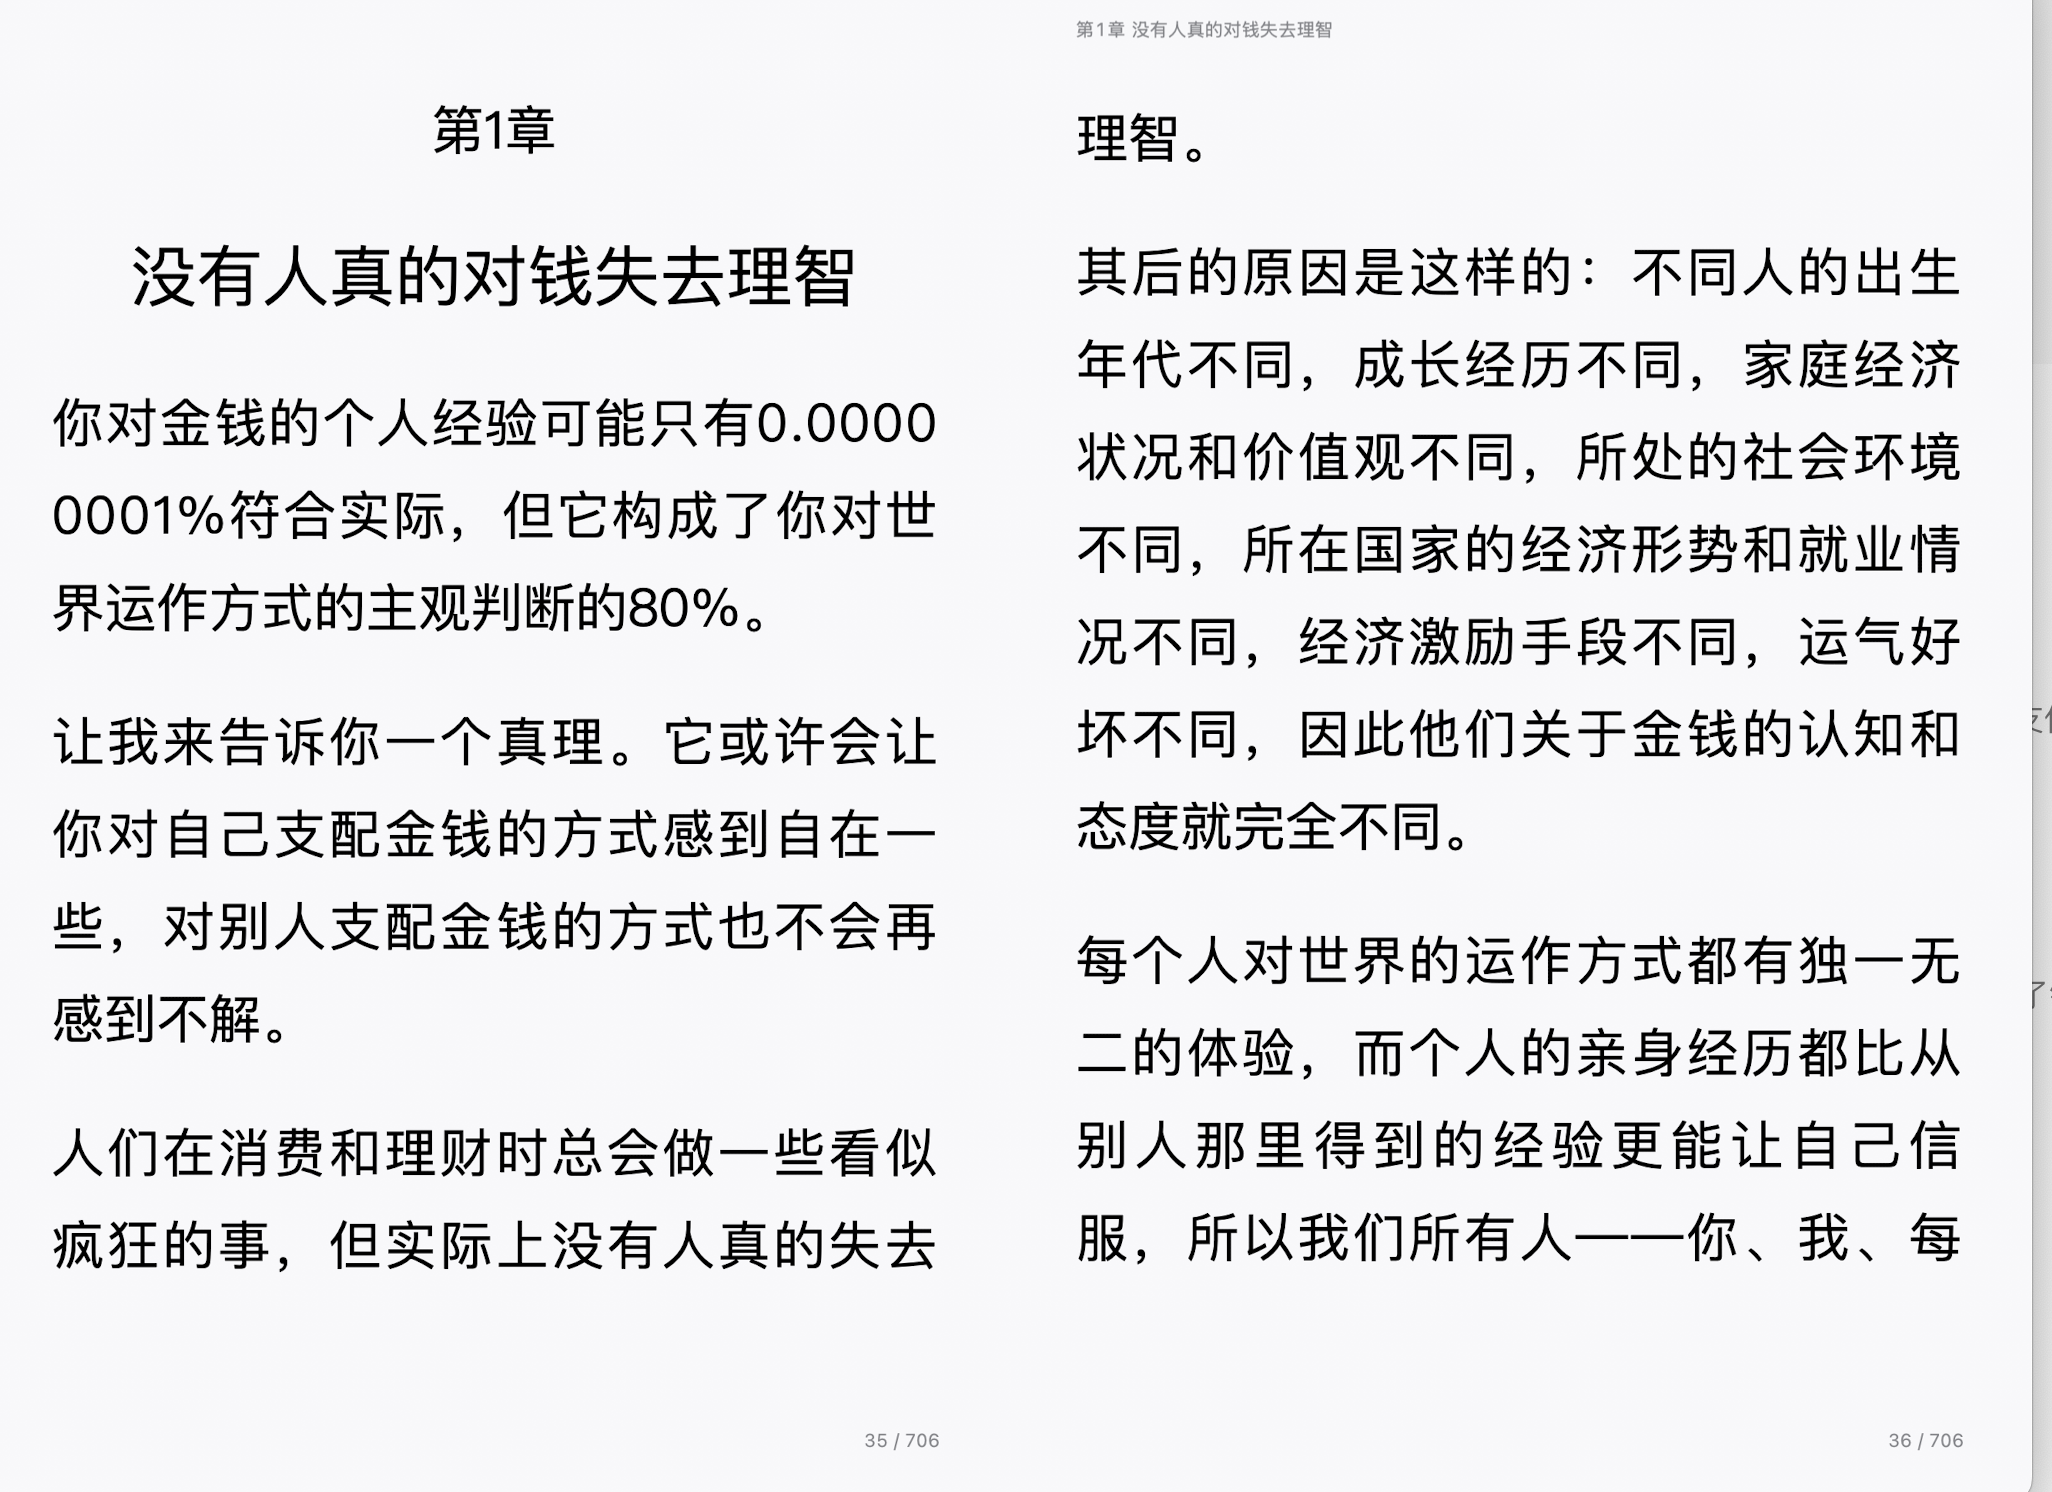 第1章
没有人真的对钱失去理智
你对金钱的个人经验可能只有0.0000
0001%符合实际，但它构成了你对世
界运作方式的主观判断的80%。
让我来告诉你一个真理。它或许会让
你对自己支配金钱的方式感到自在一
些，对别人支配金钱的方式也不会再
感到不解。
人们在消费和理财时总会做一些看似
疯狂的事，但实际上没有人真的失去
35 / 706
第1章 没有人真的对钱失去理智
理智。
其后的原因是这样的：不同人的出生
年代不同，成长经历不同，家庭经济
状况和价值观不同，所处的社会环境
不同，所在国家的经济形势和就业情
况不同，经济激励手段不同，运气好
坏不同，因此他们关于金钱的认知和
态度就完全不同。
每个人对世界的运作方式都有独一无
二的体验，而个人的亲身经历都比从
别人那里得到的经验更能让自己信
服，所以我们所有人——你、我、每
36 / 706